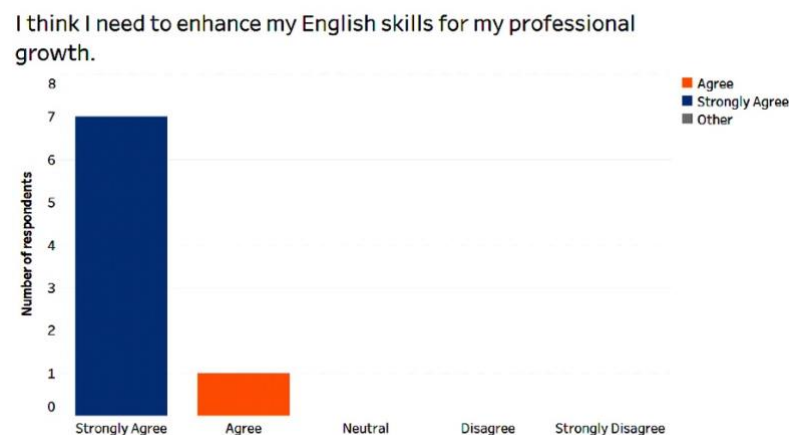 I think I need to enhance my English skills for my professional
growth.
8
7
6
5
4
3
2
1
0
Number of respondents
Strongly Agree
Agree
Neutral
Disagree
Strongly Disagree
Agree
Strongly Agree
Other